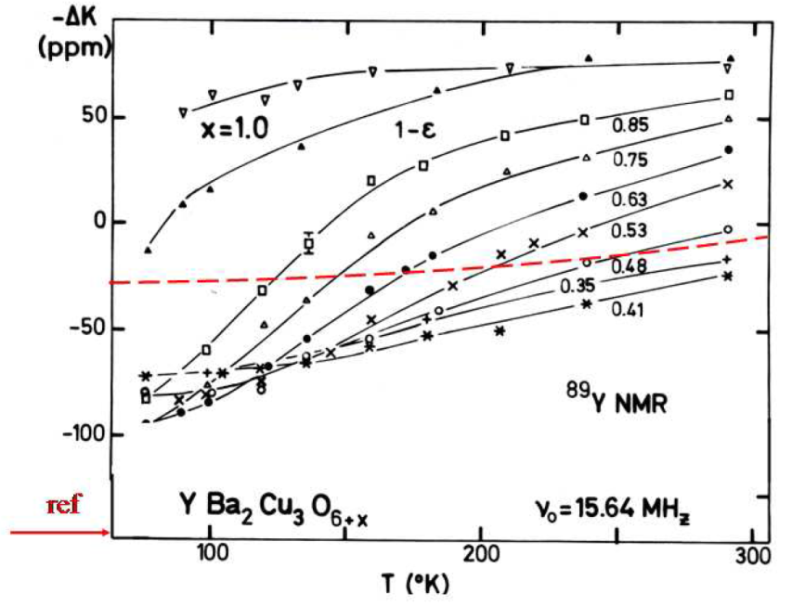 -ΔK
(ppm)
50
0
-50
-100
x=1.0
1-ε
0.85
0.75
0.63
0.53
0.48
0.35
0.41
⁸⁹Y NMR
ref
Y Ba₂ Cu₃ O₆₊ₓ
ν₀=15.64 MHz
100
200
300
T (°K)